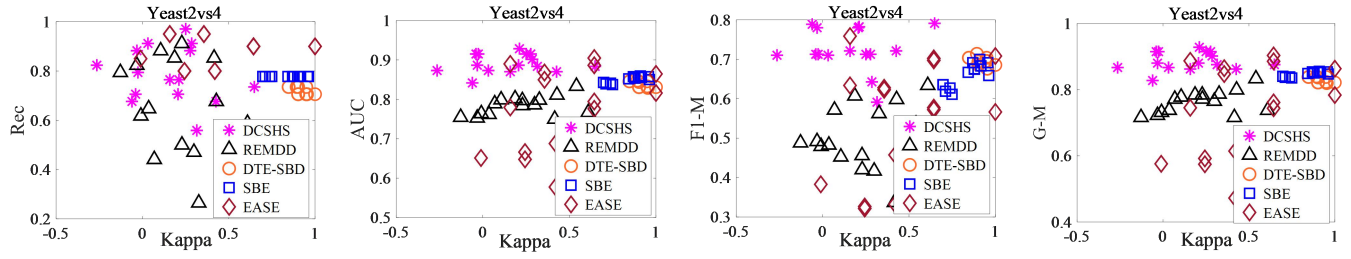 Yeast2vs4
Rec
1
0.8
0.6
0.4
0.2
-0.5
0
0.5
1
Kappa
DCSHS
REMDD
DTE-SBD
SBE
EASE
Yeast2vs4
AUC
1
0.9
0.8
0.7
0.6
0.5
-0.5
0
0.5
1
Kappa
DCSHS
REMDD
DTE-SBD
SBE
EASE
Yeast2vs4
F1-M
0.8
0.7
0.6
0.5
0.4
0.3
-0.5
0
0.5
1
Kappa
DCSHS
REMDD
DTE-SBD
SBE
EASE
Yeast2vs4
G-M
1
0.8
0.6
0.4
-0.5
0
0.5
1
Kappa
DCSHS
REMDD
DTE-SBD
SBE
EASE